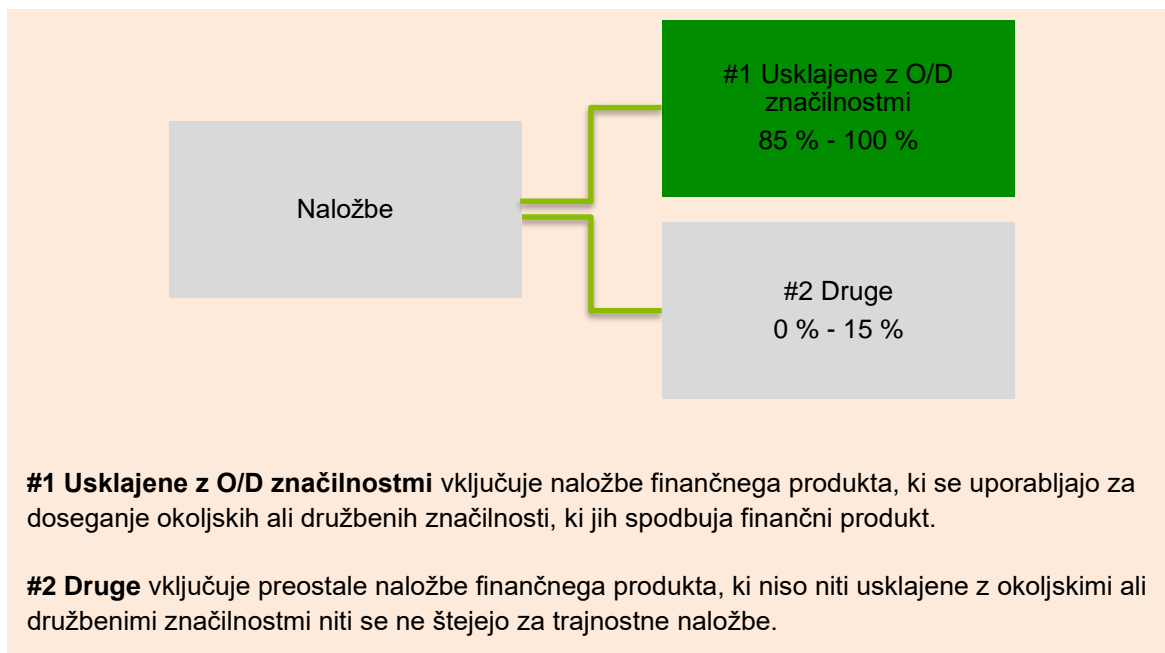 #1 Usklajene z O/D
značilnostmi
85 % - 100 %
Naložbe
#2 Druge
0 % - 15 %
#1 Usklajene z O/D značilnostmi vključuje naložbe finančnega produkta, ki se uporabljajo za
doseganje okoljskih ali družbenih značilnosti, ki jih spodbuja finančni produkt.
#2 Druge vključuje preostale naložbe finančnega produkta, ki niso niti usklajene z okoljskimi ali
družbenimi značilnostmi niti se ne štejejo za trajnostne naložbe.